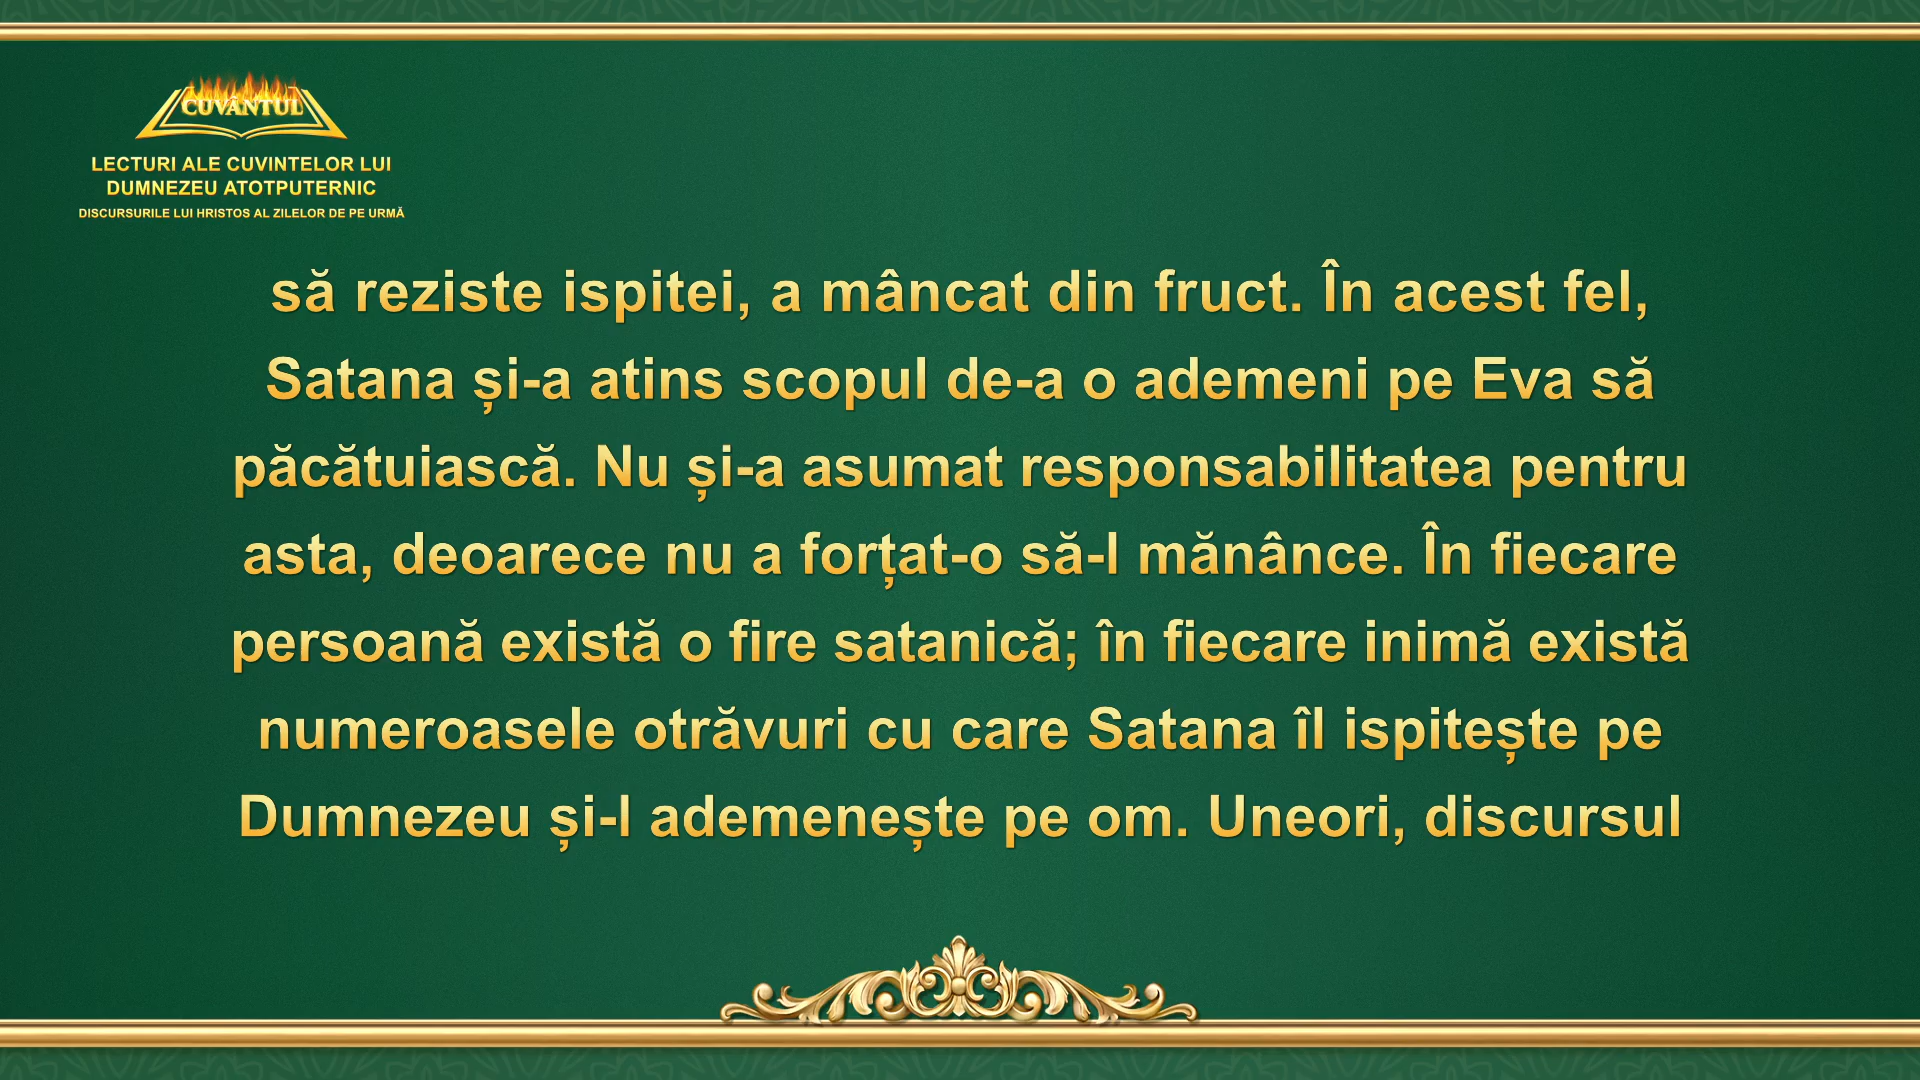 CUVÂNTUL
LECTURI ALE CUVINTELOR LUI
DUMNEZEU ATOTPUTERNIC
DISCURSURILE LUI HRISTOS AL ZILELOR DE PE URMĂ
să reziste ispitei, a mâncat din fruct. În acest fel,
Satana și-a atins scopul de-a o ademeni pe Eva să
păcătuiască. Nu și-a asumat responsabilitatea pentru
asta, deoarece nu a forțat-o să-l mănânce. În fiecare
persoană există o fire satanică; în fiecare inimă există
numeroasele otrăvuri cu care Satana îl ispitește pe
Dumnezeu și-l ademenește pe om. Uneori, discursul